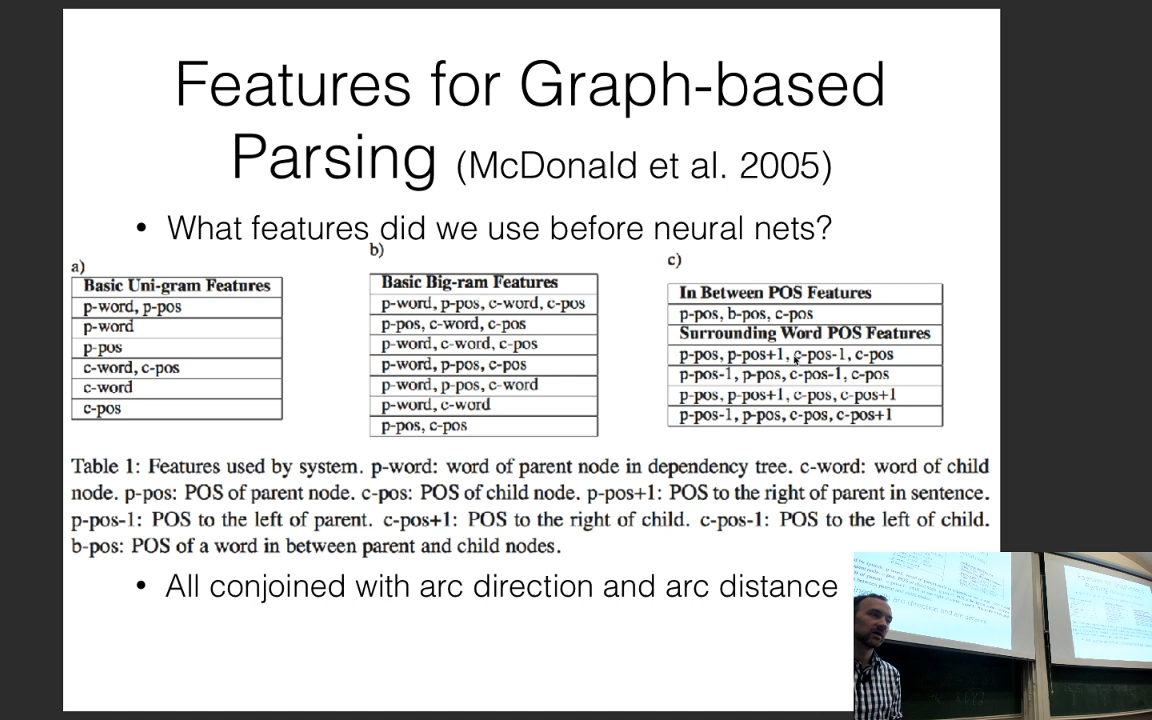 Features for Graph-based
Parsing (McDonald et al. 2005)
• What features did we use before neural nets?
a)
Basic Uni-gram Features
p-word, p-pos
p-word
p-pos
c-word, c-pos
c-word
c-pos
b)
Basic Big-ram Features
p-word, p-pos, c-word, c-pos
p-pos, c-word, c-pos
p-word, c-word, c-pos
p-word, p-pos, c-pos
p-word, p-pos, c-word
p-word, c-word
p-pos, c-pos
c)
In Between POS Features
p-pos, b-pos, c-pos
Surrounding Word POS Features
p-pos, p-pos+1, c-pos-1, c-pos
p-pos-1, p-pos, c-pos-1, c-pos
p-pos, p-pos+1, c-pos, c-pos+1
p-pos-1, p-pos, c-pos, c-pos+1
Table 1: Features used by system. p-word: word of parent node in dependency tree. c-word: word of child
node. p-pos: POS of parent node. c-pos: POS of child node. p-pos+1: POS to the right of parent in sentence.
p-pos-1: POS to the left of parent. c-pos+1: POS to the right of child. c-pos-1: POS to the left of child.
b-pos: POS of a word in between parent and child nodes.
• All conjoined with arc direction and arc distance